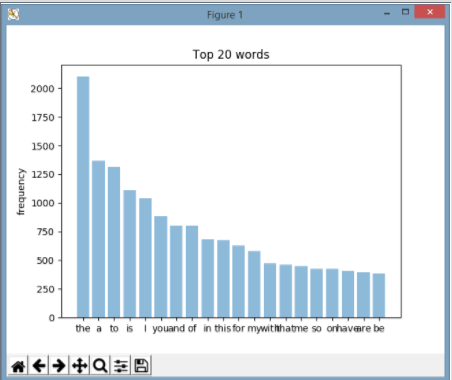 Figure 1
Top 20 words
2000
1750
1500
1250
1000
750
500
250
0
frequency
the a to is I you and of in this for my with that me so on have are be